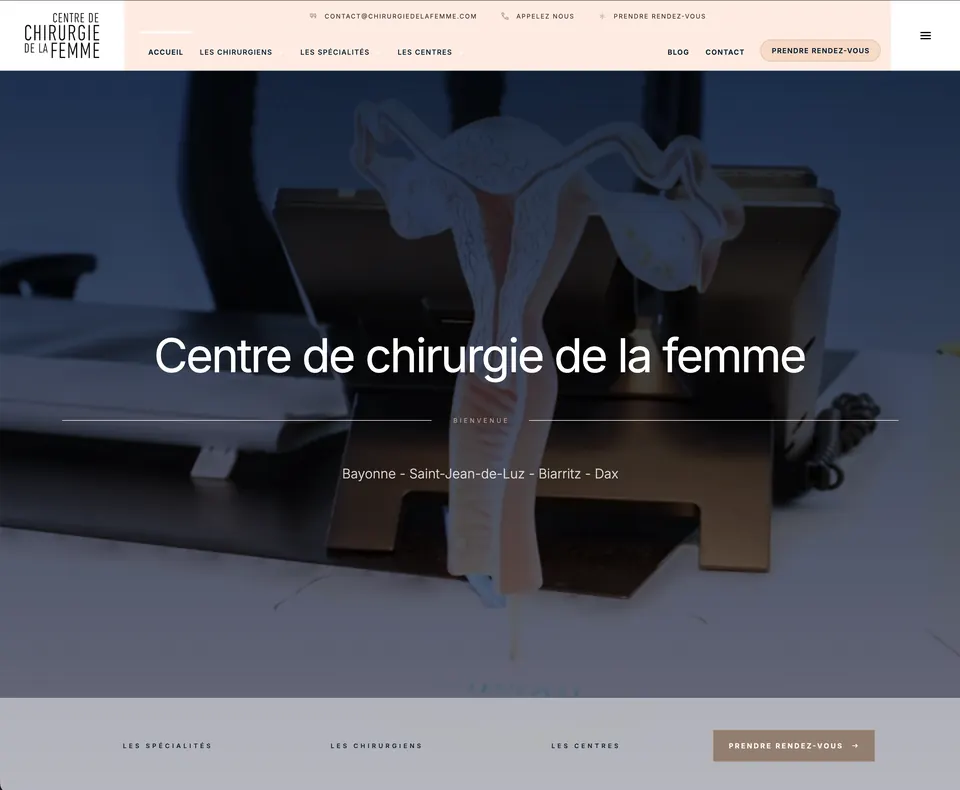 CENTRE DE
CHIRURGIE
DE LA FEMME
CONTACT@CHIRURGIEDELAFEMME.COM
APPELEZ NOUS
PRENDRE RENDEZ-VOUS
ACCUEIL
LES CHIRURGIENS
LES SPÉCIALITÉS
LES CENTRES
BLOG
CONTACT
PRENDRE RENDEZ-VOUS
Centre de chirurgie de la femme
BIENVENUE
Bayonne - Saint-Jean-de-Luz - Biarritz - Dax
LES SPÉCIALITÉS
LES CHIRURGIENS
LES CENTRES
PRENDRE RENDEZ-VOUS →